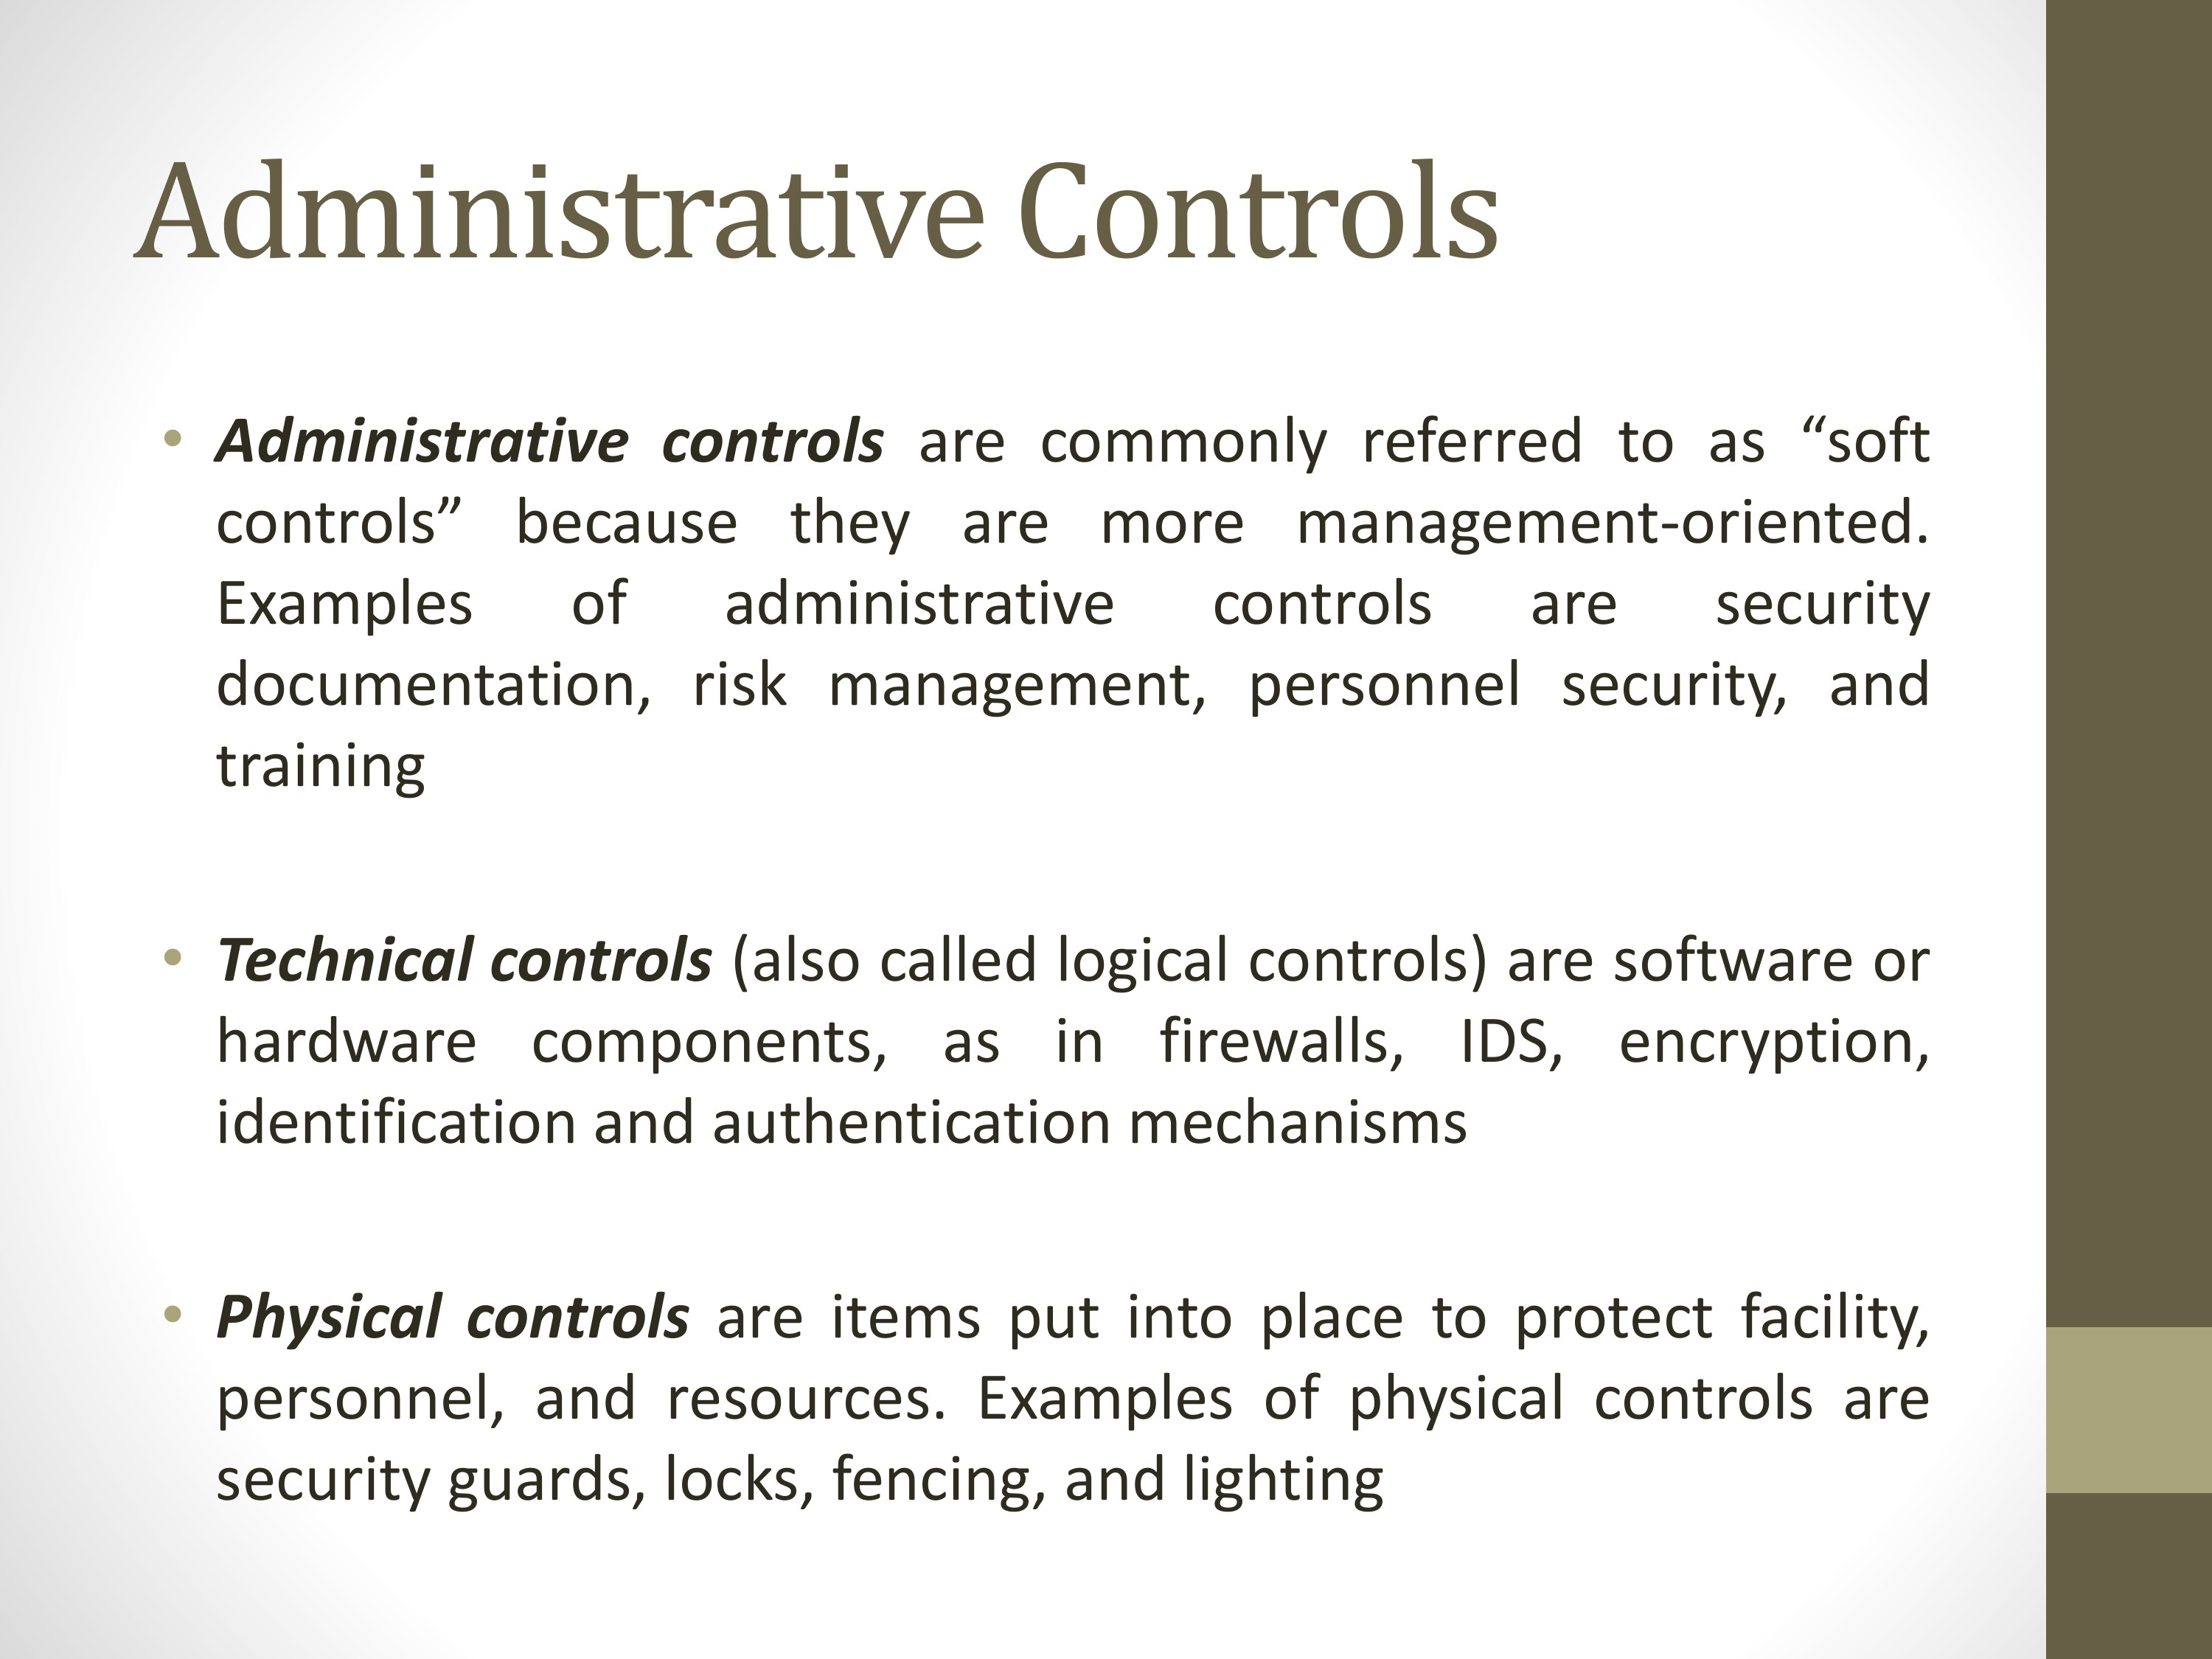 Administrative Controls
• Administrative controls are commonly referred to as “soft
controls” because they are more management-oriented.
Examples of administrative controls are security
documentation, risk management, personnel security, and
training
• Technical controls (also called logical controls) are software or
hardware components, as in firewalls, IDS, encryption,
identification and authentication mechanisms
• Physical controls are items put into place to protect facility,
personnel, and resources. Examples of physical controls are
security guards, locks, fencing, and lighting